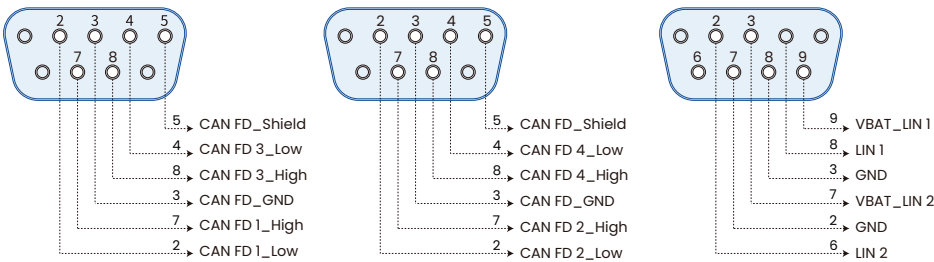 2 3 4 5
7 8
5 CAN FD_Shield
4 CAN FD 3_Low
8 CAN FD 3_High
3 CAN FD_GND
7 CAN FD 1_High
2 CAN FD 1_Low
2 3 4 5
7 8
5 CAN FD_Shield
4 CAN FD 4_Low
8 CAN FD 4_High
3 CAN FD_GND
7 CAN FD 2_High
2 CAN FD 2_Low
2 3
6 7 8 9
9 VBAT_LIN 1
8 LIN 1
3 GND
7 VBAT_LIN 2
2 GND
6 LIN 2